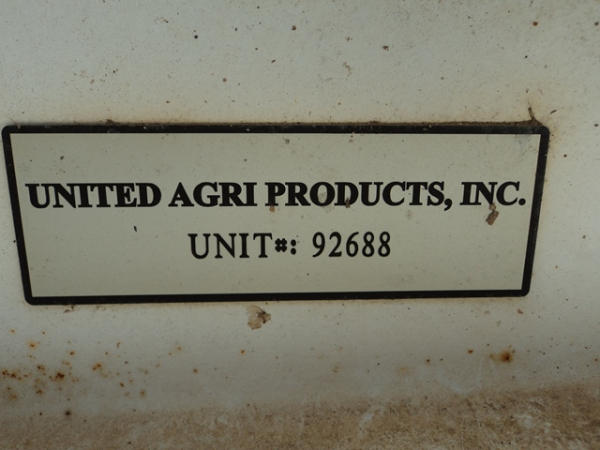 UNITED AGRI PRODUCTS, INC.
UNIT#: 92688